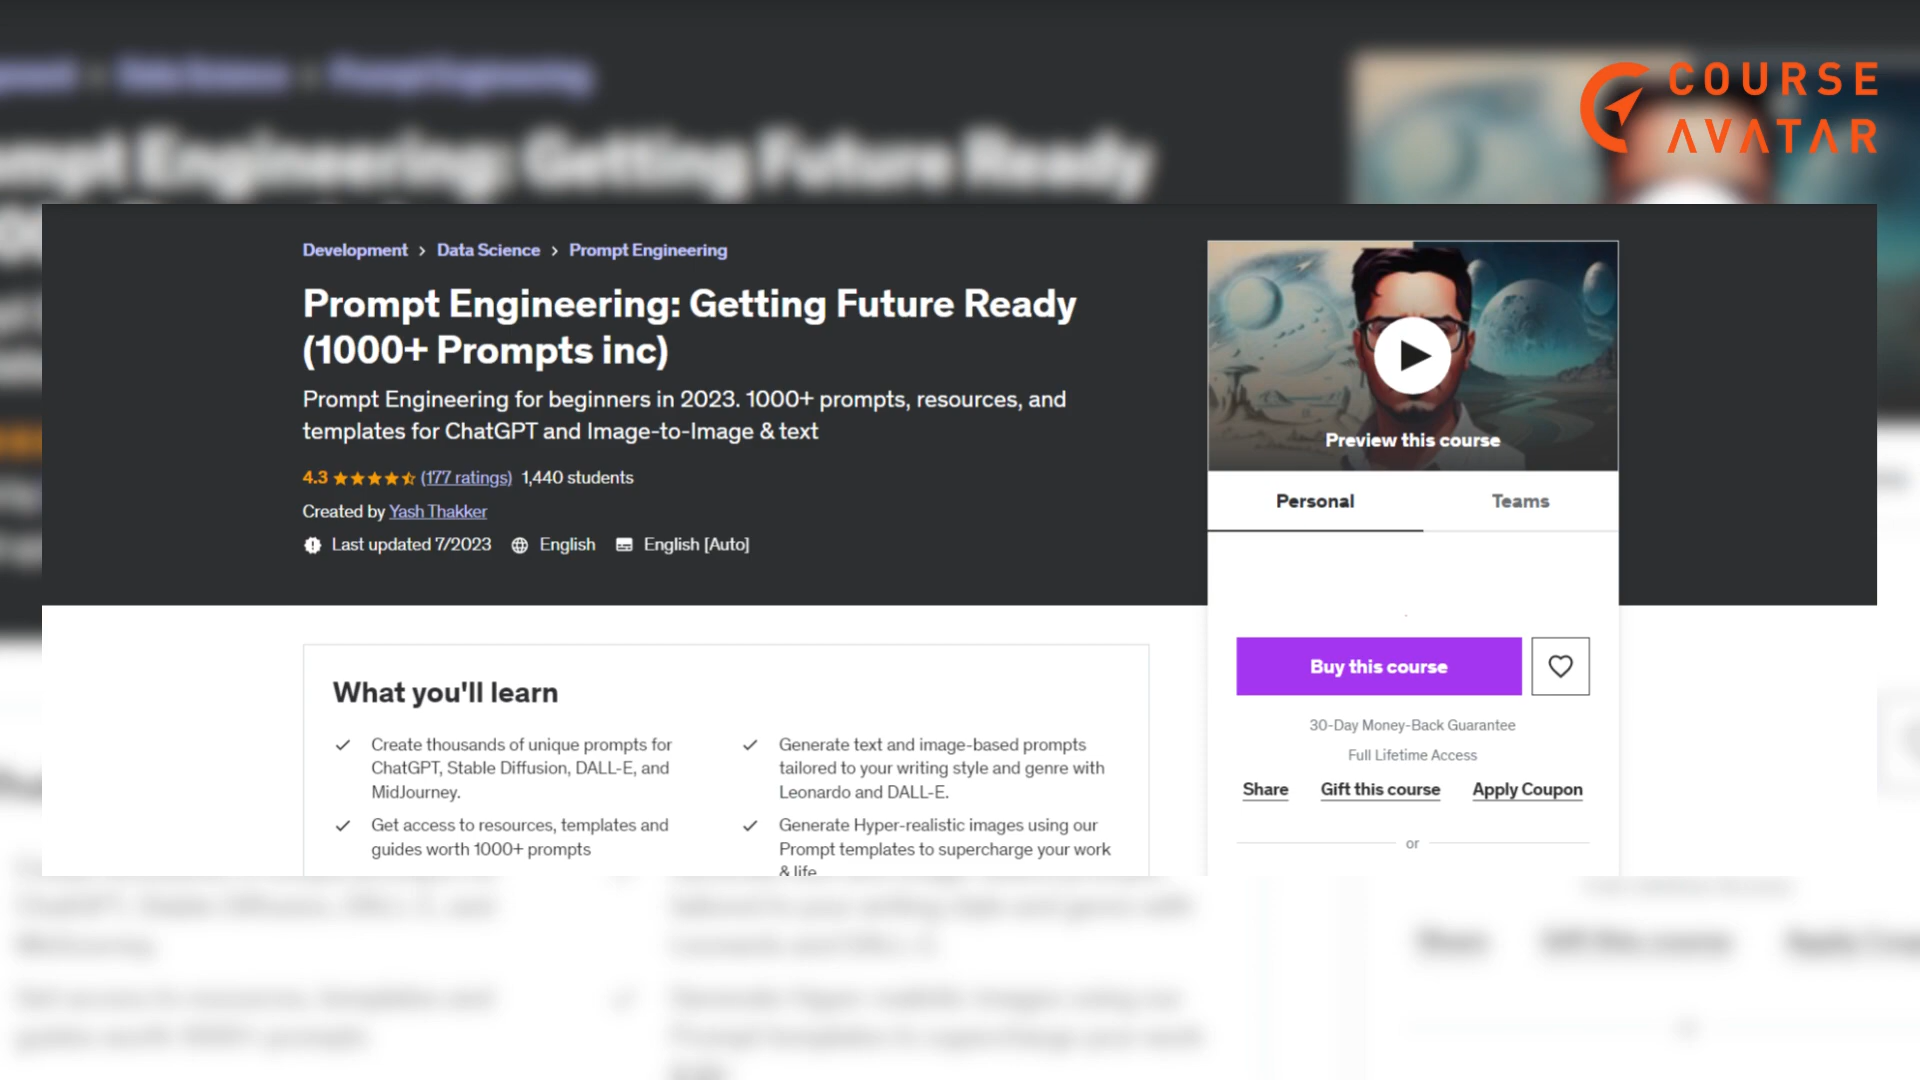 COURSE
AVATAR
Development > Data Science > Prompt Engineering
Prompt Engineering: Getting Future Ready
(1000+ Prompts inc)
Prompt Engineering for beginners in 2023. 1000+ prompts, resources, and
templates for ChatGPT and Image-to-Image & text
4.3 (177 ratings) 1,440 students
Created by Yash Thakker
Last updated 7/2023 English English [Auto]
Preview this course
Personal Teams
Buy this course
30-Day Money-Back Guarantee
Full Lifetime Access
Share Gift this course Apply Coupon
or
What you'll learn
Create thousands of unique prompts for
ChatGPT, Stable Diffusion, DALL-E, and
MidJourney.
Get access to resources, templates and
guides worth 1000+ prompts
Generate text and image-based prompts
tailored to your writing style and genre with
Leonardo and DALL-E.
Generate Hyper-realistic images using our
Prompt templates to supercharge your work
& life